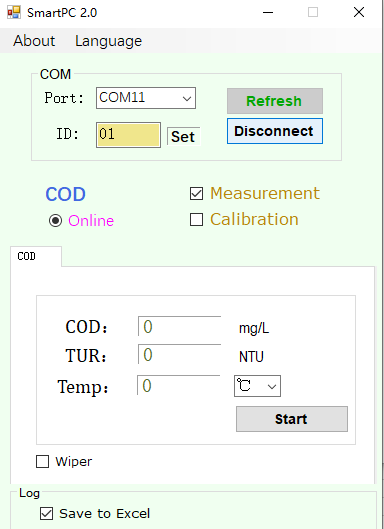 SmartPC 2.0
About Language
COM
Port: COM11 Refresh
ID: 01 Set Disconnect
COD Measurement
Online Calibration
COD
COD: 0 mg/L
TUR: 0 NTU
Temp: 0 ℃
Start
Wiper
Log
Save to Excel